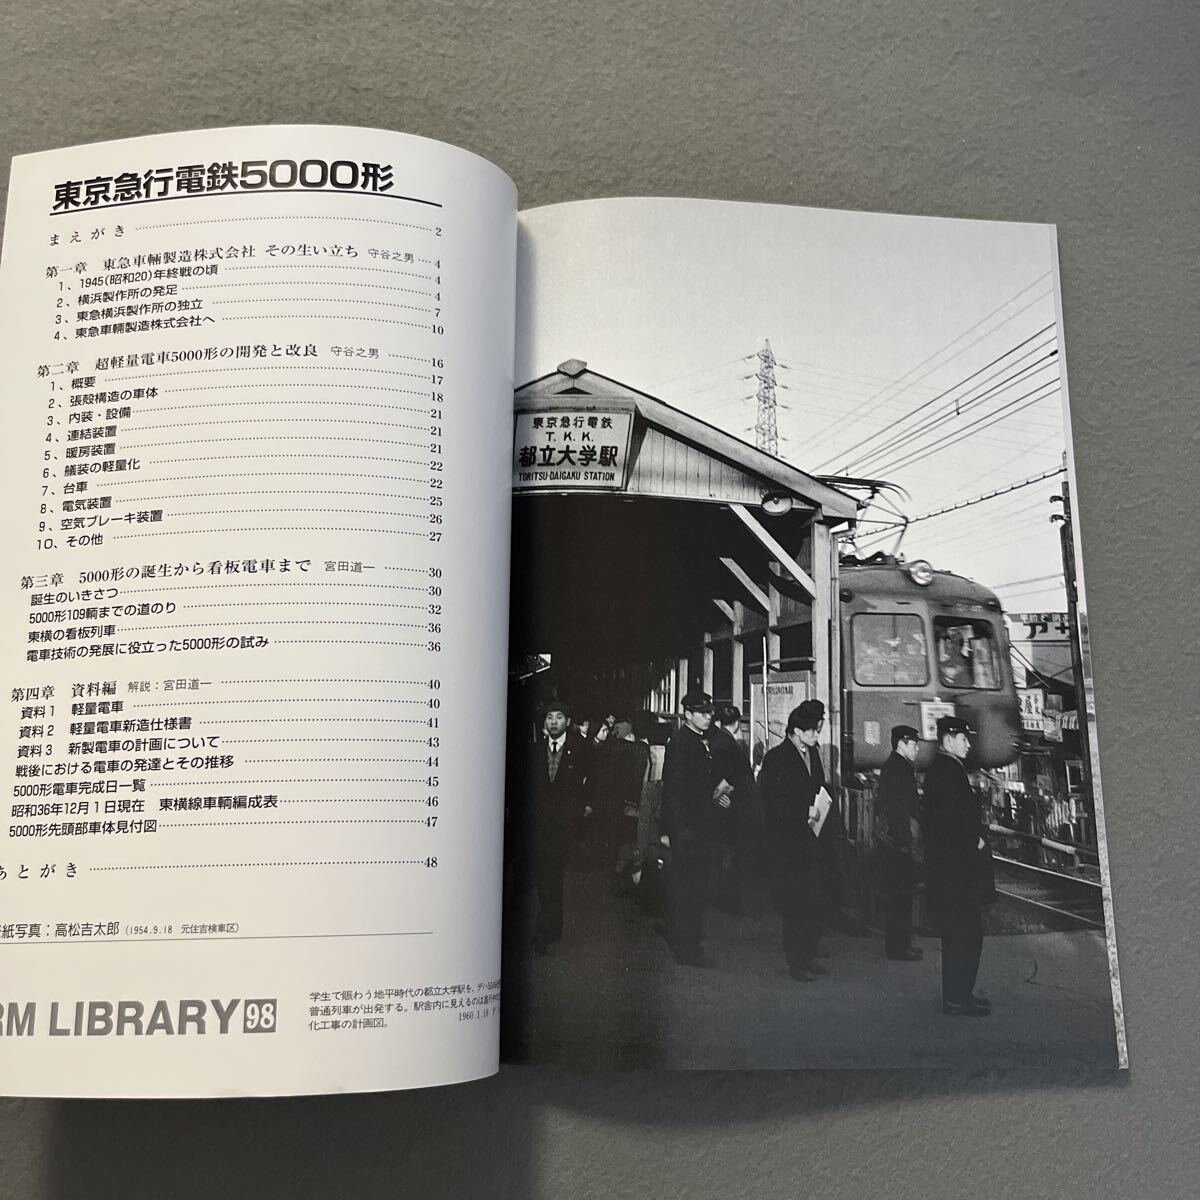 東京急行電鉄5000形
まえがき 2
第一章 東急車輛製造株式会社 その生い立ち 守谷之男 4
1、1945(昭和20)年終戦の頃 4
2、横浜製作所の発足 4
3、東急横浜製作所の独立 7
4、東急車輛製造株式会社へ 10
第二章 超軽量電車5000形の開発と改良 守谷之男 16
1、概要 17
2、張殻構造の車体 18
3、内装・設備 21
4、連結装置 21
5、暖房装置 21
6、艤装の軽量化 22
7、台車 22
8、電気装置 25
9、空気ブレーキ装置 26
10、その他 27
第三章 5000形の誕生から看板電車まで 宮田道一 30
誕生のいきさつ 30
5000形109輌までの道のり 32
東横の看板列車 36
電車技術の発展に役立った5000形の試み 36
第四章 資料編 解説：宮田道一 40
資料1 軽量電車 40
資料2 軽量電車新造仕様書 41
資料3 新製電車の計画について 43
戦後における電車の発達とその推移 44
5000形電車完成日一覧 45
昭和36年12月1日現在 東横線車輌編成表 46
5000形先頭部車体見付図 47
あとがき 48
紙写真：高松吉太郎 (1954.9.18 元住吉検車区)
RM LIBRARY 98
学生で賑わう地平時代の都立大学駅を、デハ
普通列車が出発する。駅舎内に見えるのは
化工事の計画図。 1960.1.18
東京急行電鉄
T.K.K.
都立大学駅
TORITSU-DAIGAKU STATION